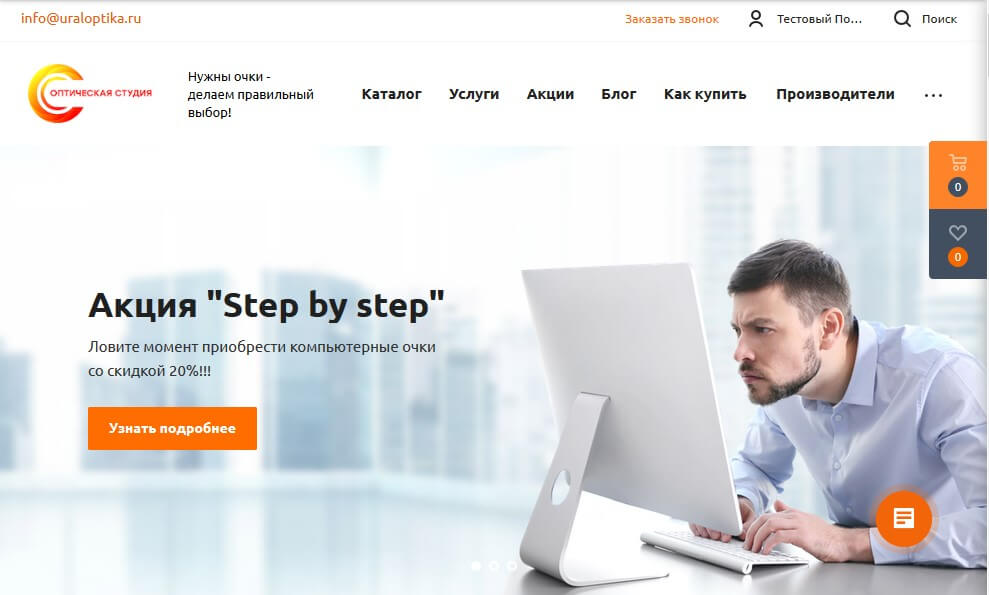 info@uraloptika.ru
Заказать звонок
Тестовый По...
Поиск
ОПТИЧЕСКАЯ СТУДИЯ
Нужны очки -
делаем правильный
выбор!
Каталог
Услуги
Акции
Блог
Как купить
Производители
...
0
0
Акция "Step by step"
Ловите момент приобрести компьютерные очки
со скидкой 20%!!!
Узнать подробнее